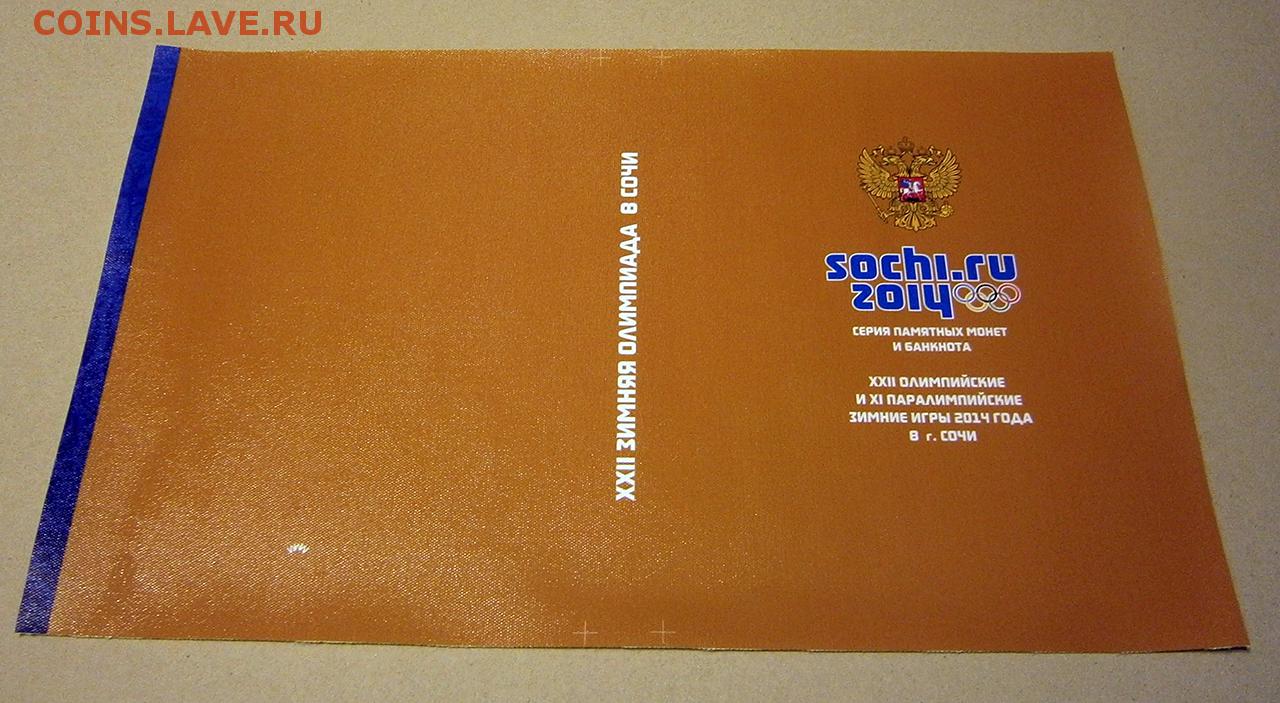 COINS.LAVE.RU
XXII ЗИМНЯЯ ОЛИМПИАДА В СОЧИ
sochi.ru
2014
СЕРИЯ ПАМЯТНЫХ МОНЕТ
И БАНКНОТА
XXII ОЛИМПИЙСКИЕ
И XI ПАРАЛИМПИЙСКИЕ
ЗИМНИЕ ИГРЫ 2014 ГОДА
В г. СОЧИ